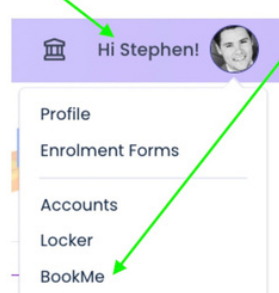 Hi Stephen!
Profile
Enrolment Forms
Accounts
Locker
BookMe